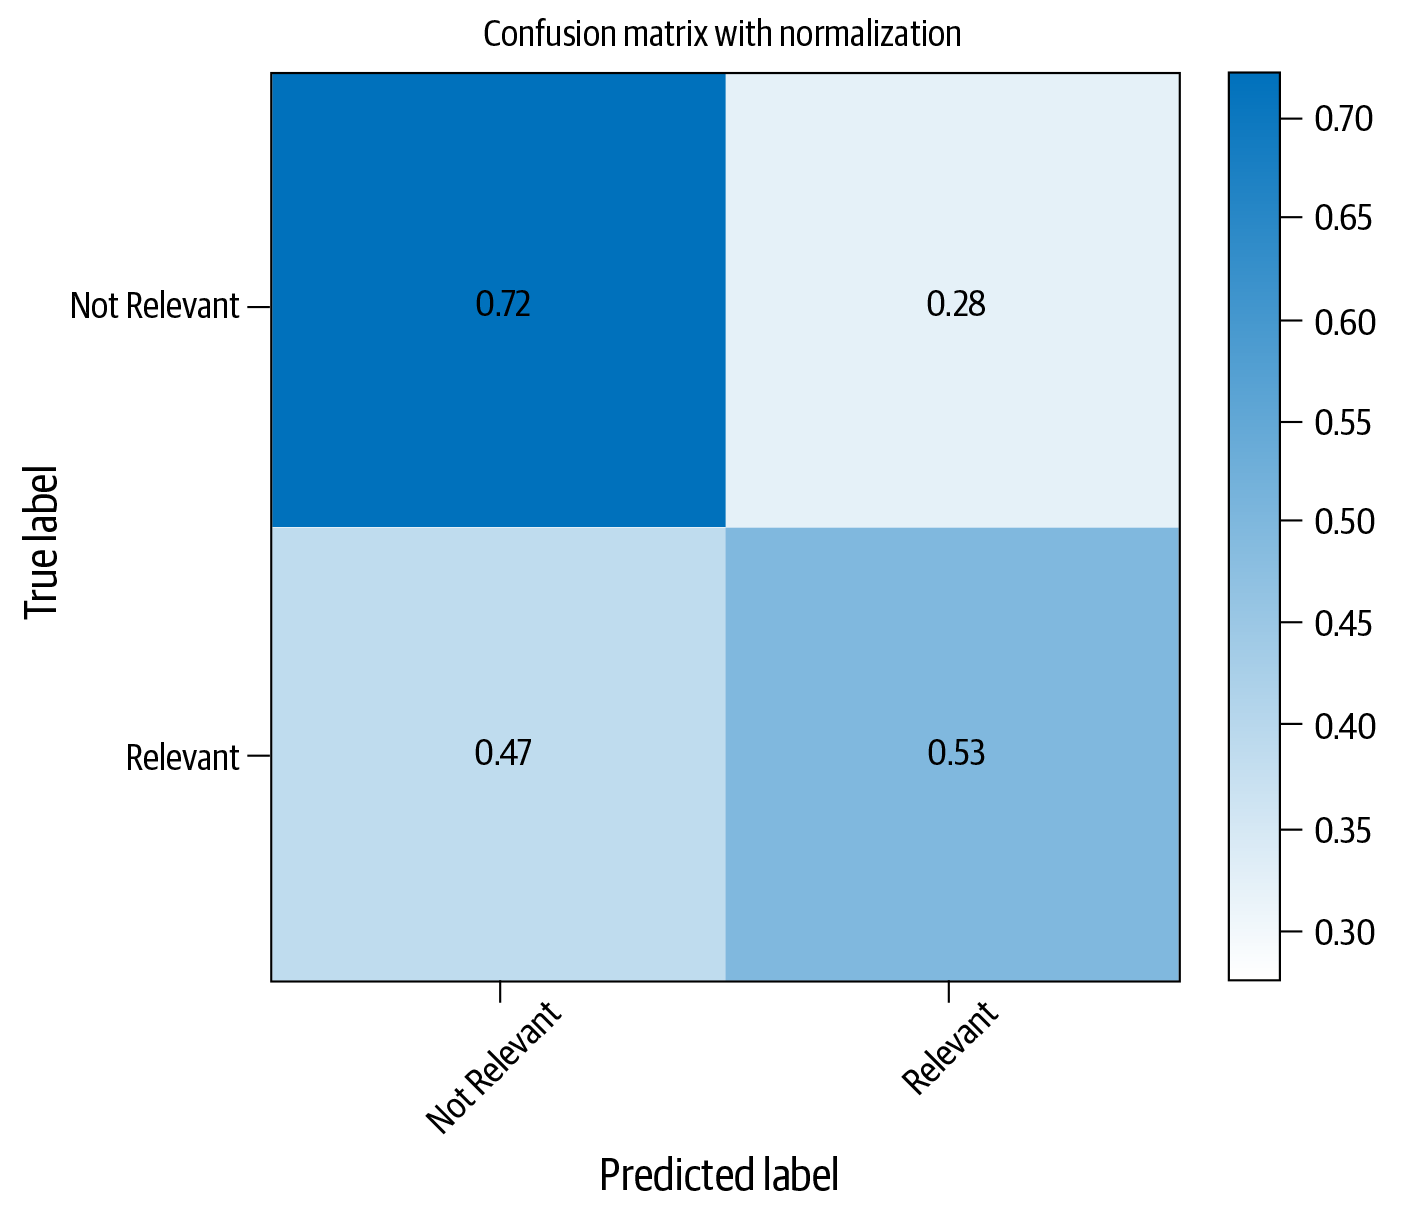 Confusion matrix with normalization
True label
Not Relevant
0.72
0.28
Relevant
0.47
0.53
Not Relevant
Relevant
Predicted label
0.70
0.65
0.60
0.55
0.50
0.45
0.40
0.35
0.30